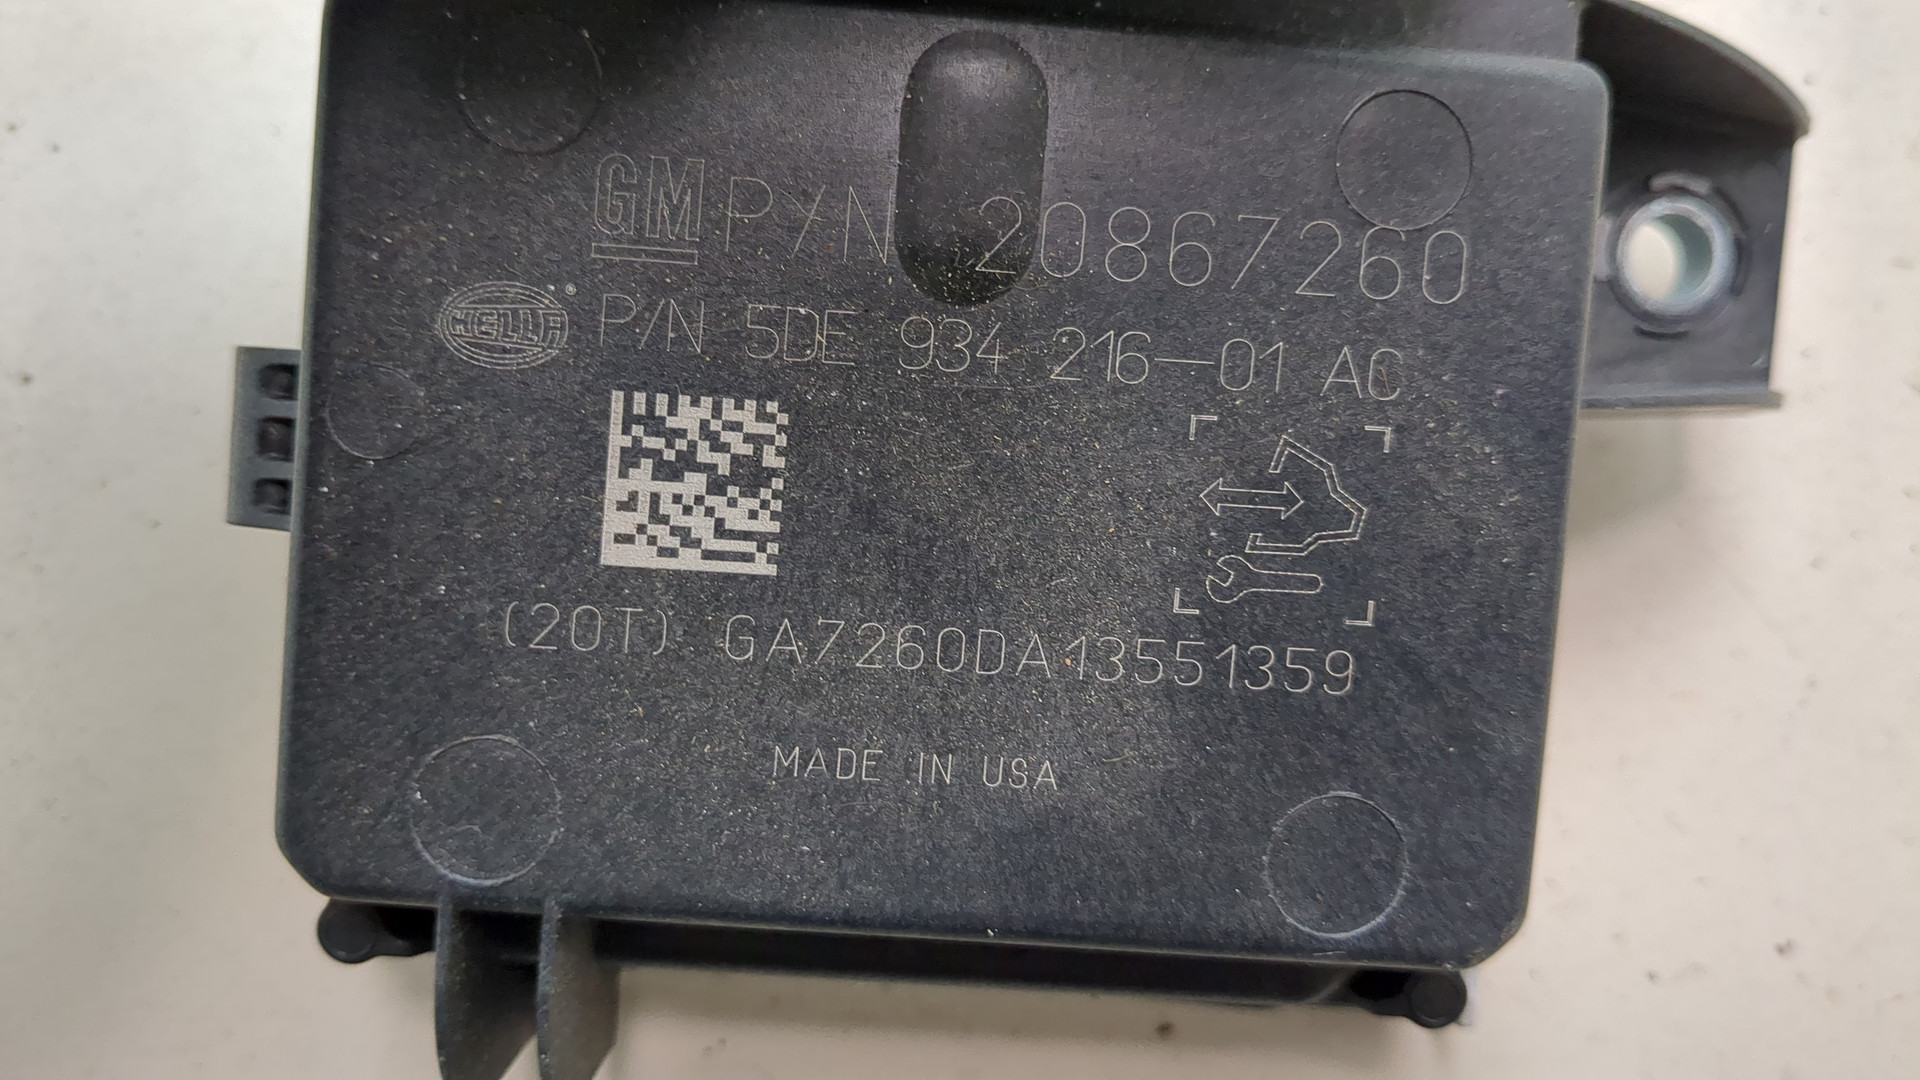 GM P/N 20867260
HELLA P/N 5DE 934 216-01 AC
(20T) GA7260DA13551359
MADE IN USA